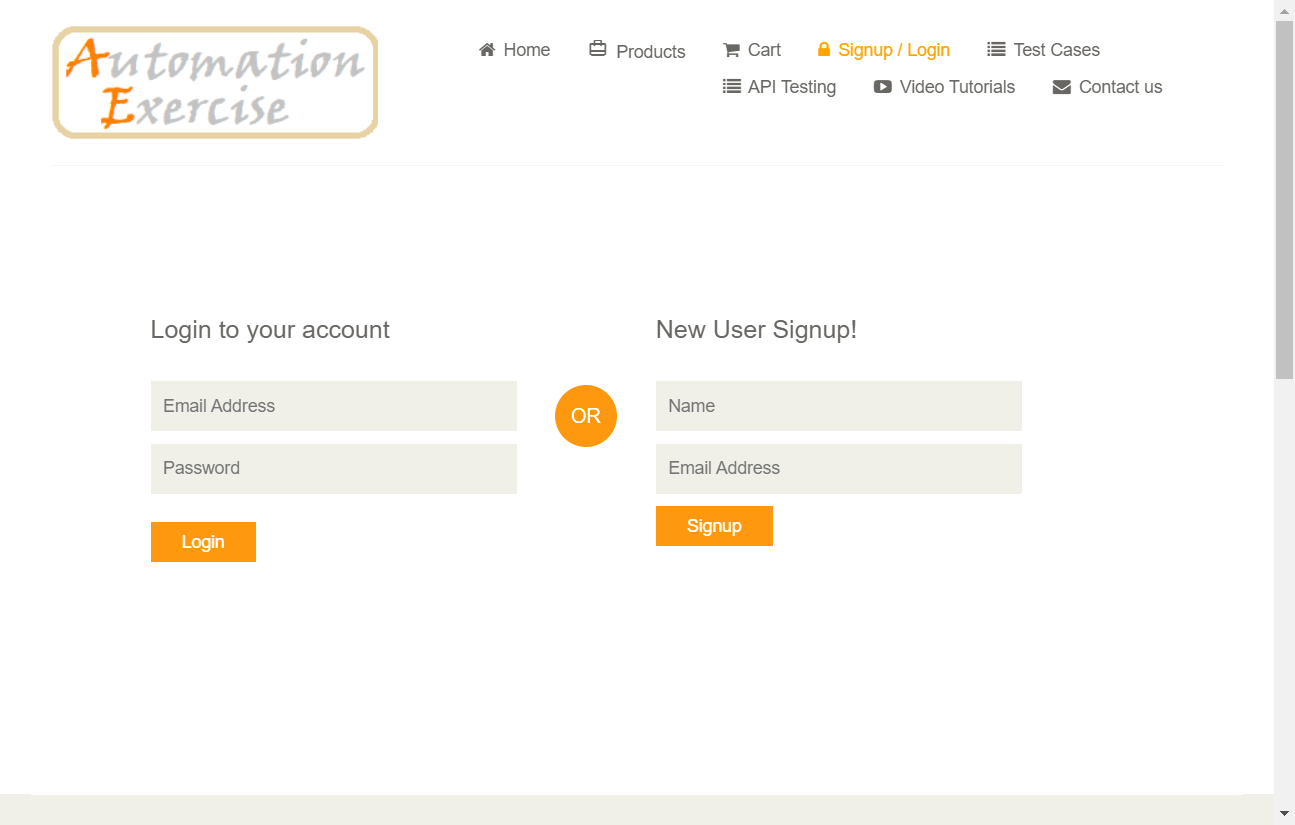 Automation
Exercise
Home Products Cart Signup / Login Test Cases
API Testing Video Tutorials Contact us
Login to your account
Email Address
Password
Login
OR
New User Signup!
Name
Email Address
Signup